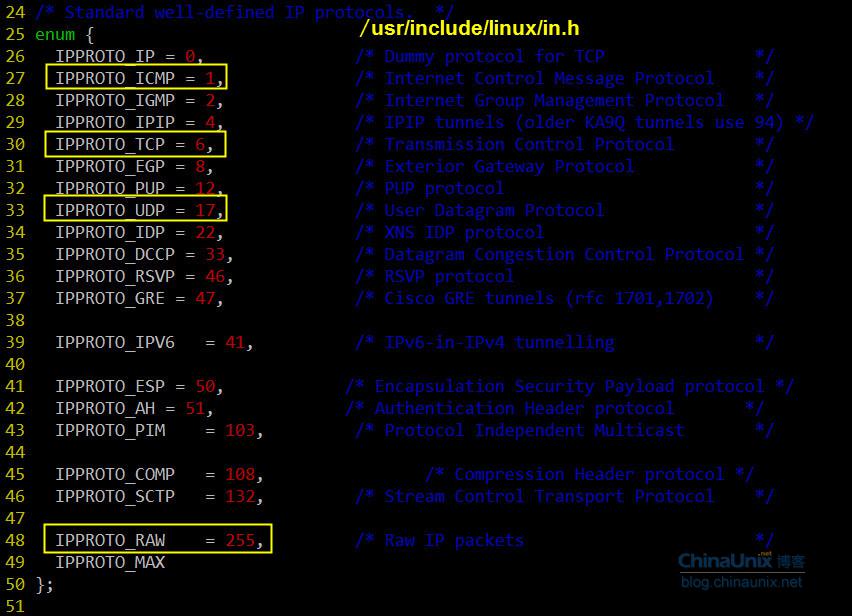 /usr/include/linux/in.h
24 /* Standard well-defined IP protocols.  */
25 enum {
26   IPPROTO_IP = 0,               /* Dummy protocol for TCP               */
27   IPPROTO_ICMP = 1,             /* Internet Control Message Protocol    */
28   IPPROTO_IGMP = 2,             /* Internet Group Management Protocol   */
29   IPPROTO_IPIP = 4,             /* IPIP tunnels (older KA9Q tunnels use 94) */
30   IPPROTO_TCP = 6,              /* Transmission Control Protocol        */
31   IPPROTO_EGP = 8,              /* Exterior Gateway Protocol            */
32   IPPROTO_PUP = 12,             /* PUP protocol                         */
33   IPPROTO_UDP = 17,             /* User Datagram Protocol               */
34   IPPROTO_IDP = 22,             /* XNS IDP protocol                     */
35   IPPROTO_DCCP = 33,            /* Datagram Congestion Control Protocol */
36   IPPROTO_RSVP = 46,            /* RSVP protocol                        */
37   IPPROTO_GRE = 47,             /* Cisco GRE tunnels (rfc 1701,1702)    */
38
39   IPPROTO_IPV6   = 41,          /* IPv6-in-IPv4 tunnelling              */
40
41   IPPROTO_ESP = 50,            /* Encapsulation Security Payload protocol */
42   IPPROTO_AH = 51,             /* Authentication Header protocol       */
43   IPPROTO_PIM    = 103,         /* Protocol Independent Multicast       */
44
45   IPPROTO_COMP   = 108,                /* Compression Header protocol */
46   IPPROTO_SCTP   = 132,         /* Stream Control Transport Protocol    */
47
48   IPPROTO_RAW    = 255,         /* Raw IP packets                       */
49   IPPROTO_MAX
50 };
51
ChinaUnix.net 博客
blog.chinaunix.net